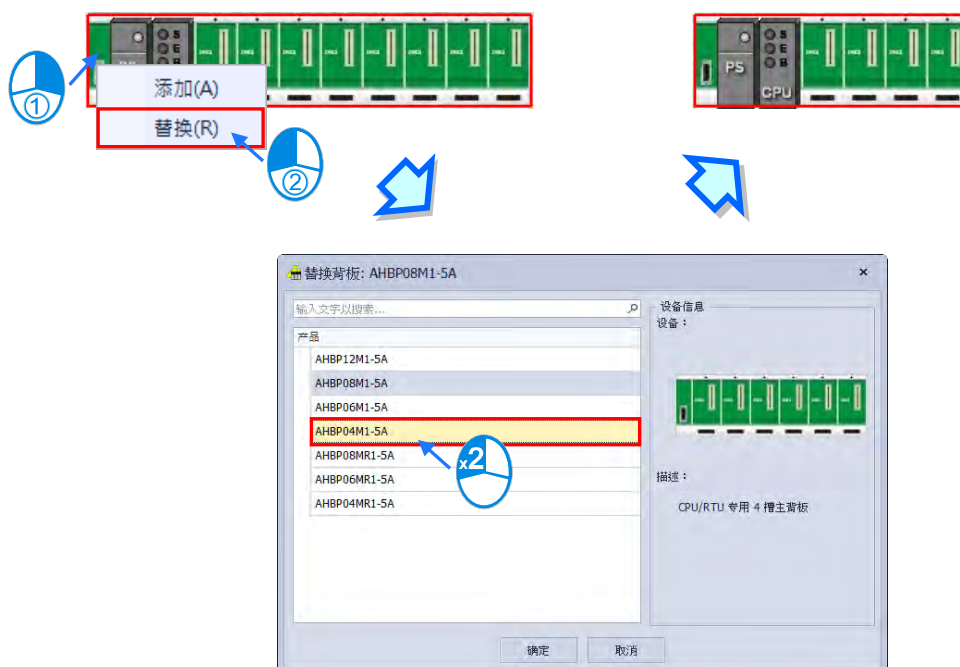 S
E
B
添加(A)
替换(R)
①
②
S
E
B
PS
CPU
替换背板: AHBP08M1-5A
×
输入文字以搜索...
产品
AHBP12M1-5A
AHBP08M1-5A
AHBP06M1-5A
AHBP04M1-5A
AHBP08MR1-5A
AHBP06MR1-5A
AHBP04MR1-5A
x2
设备信息
设备：
描述：
CPU/RTU 专用 4 槽主背板
确定
取消